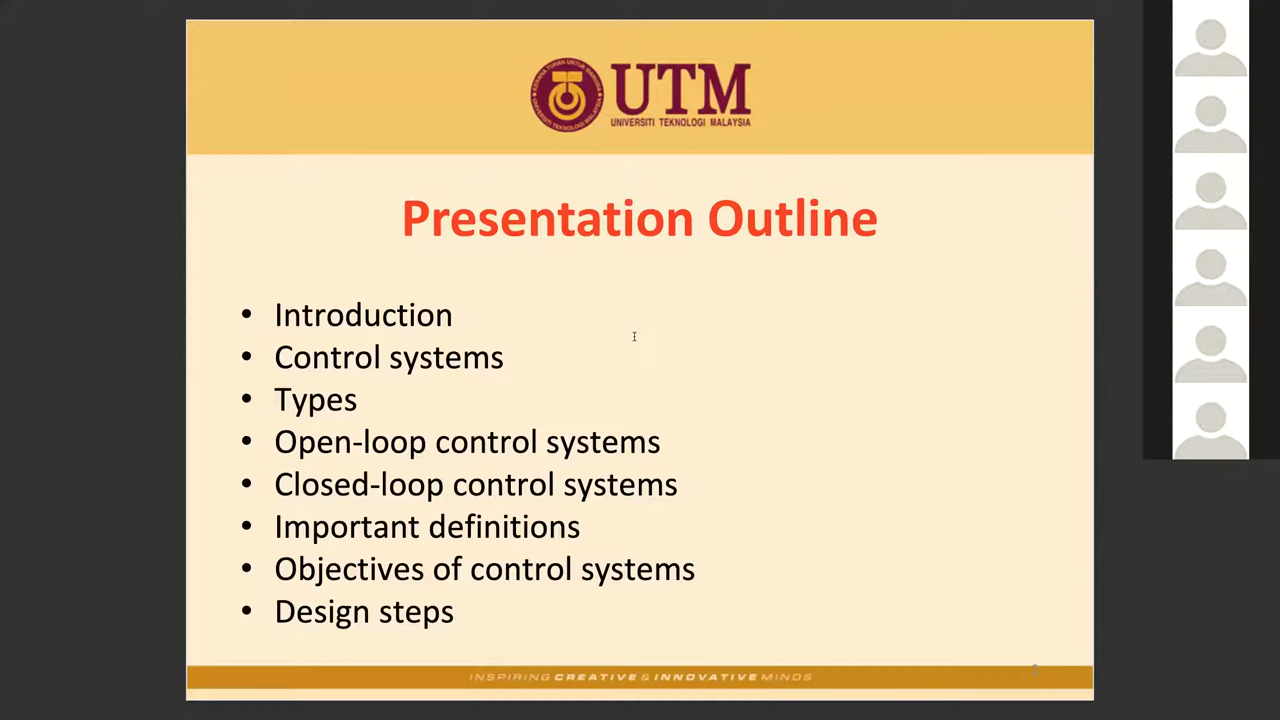 UTM
UNIVERSITI TEKNOLOGI MALAYSIA
Presentation Outline
• Introduction
• Control systems
• Types
• Open-loop control systems
• Closed-loop control systems
• Important definitions
• Objectives of control systems
• Design steps
INSPIRING CREATIVE & INNOVATIVE MINDS